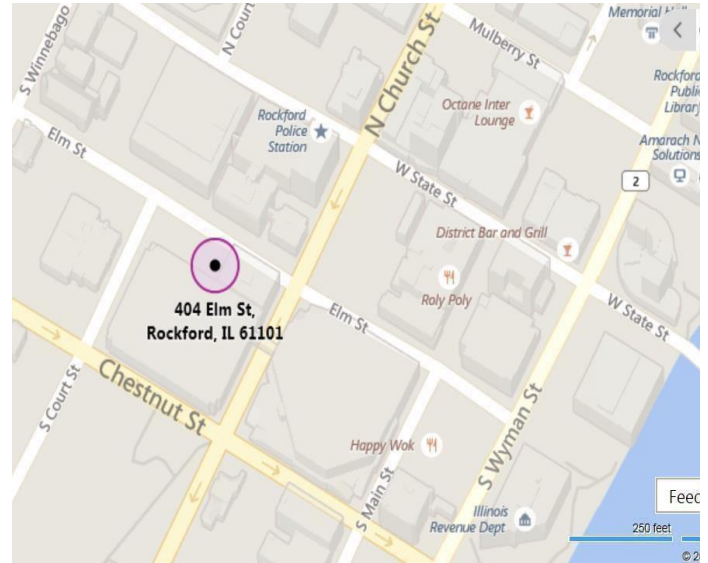 Memorial Hall
S Winnebago
N Court
N Church St
Mulberry St
Rockford
Public
Library
Octane Inter
Lounge
Rockford
Police
Station
Amarach N
Solutions
Elm St
W State St
2
District Bar and Grill
Roly Poly
404 Elm St,
Rockford, IL 61101
Elm St
W State St
Chestnut St
S Court St
S Wyman St
Happy Wok
S Main St
Illinois
Revenue Dept
Feed
250 feet
© 20